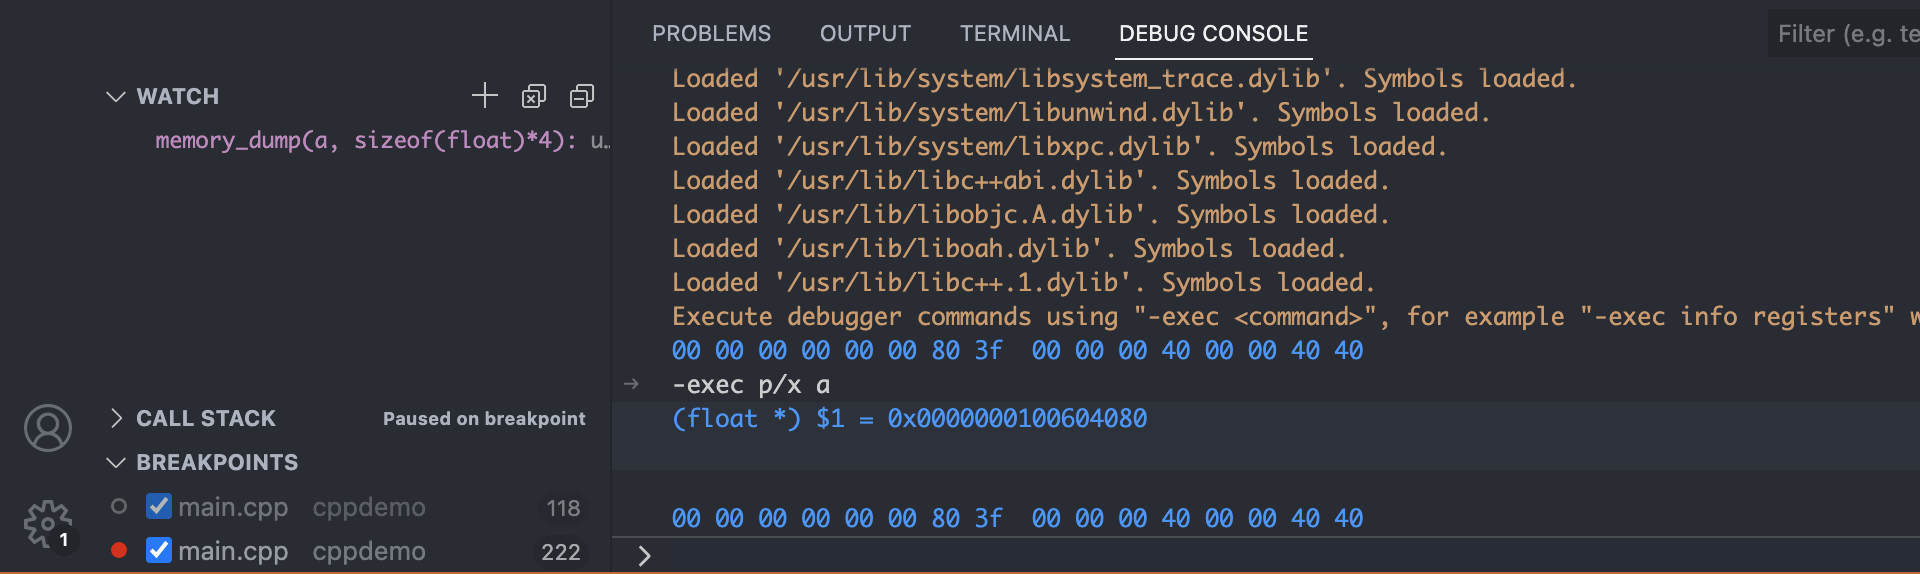 WATCH
memory_dump(a, sizeof(float)*4): u…
CALL STACK Paused on breakpoint
BREAKPOINTS
main.cpp cppdemo 118
main.cpp cppdemo 222
1
PROBLEMS OUTPUT TERMINAL DEBUG CONSOLE
Filter (e.g. te
Loaded '/usr/lib/system/libsystem_trace.dylib'. Symbols loaded.
Loaded '/usr/lib/system/libunwind.dylib'. Symbols loaded.
Loaded '/usr/lib/system/libxpc.dylib'. Symbols loaded.
Loaded '/usr/lib/libc++abi.dylib'. Symbols loaded.
Loaded '/usr/lib/libobjc.A.dylib'. Symbols loaded.
Loaded '/usr/lib/liboah.dylib'. Symbols loaded.
Loaded '/usr/lib/libc++.1.dylib'. Symbols loaded.
Execute debugger commands using "-exec <command>", for example "-exec info registers" w
00 00 00 00 00 00 80 3f  00 00 00 40 00 00 40 40
→ -exec p/x a
(float *) $1 = 0x0000000100604080
00 00 00 00 00 00 80 3f  00 00 00 40 00 00 40 40